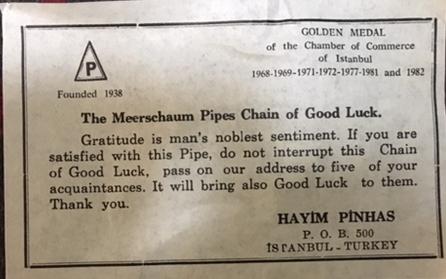 GOLDEN MEDAL
of the Chamber of Commerce
of Istanbul
1968-1969-1971-1972-1977-1981 and 1982
P
Founded 1938
The Meerschaum Pipes Chain of Good Luck.
Gratitude is man's noblest sentiment. If you are
satisfied with this Pipe, do not interrupt this Chain
of Good Luck, pass on our address to five of your
acquaintances. It will bring also Good Luck to them.
Thank you.
HAYİM PİNHAS
P. O. B. 500
İSTANBUL - TURKEY